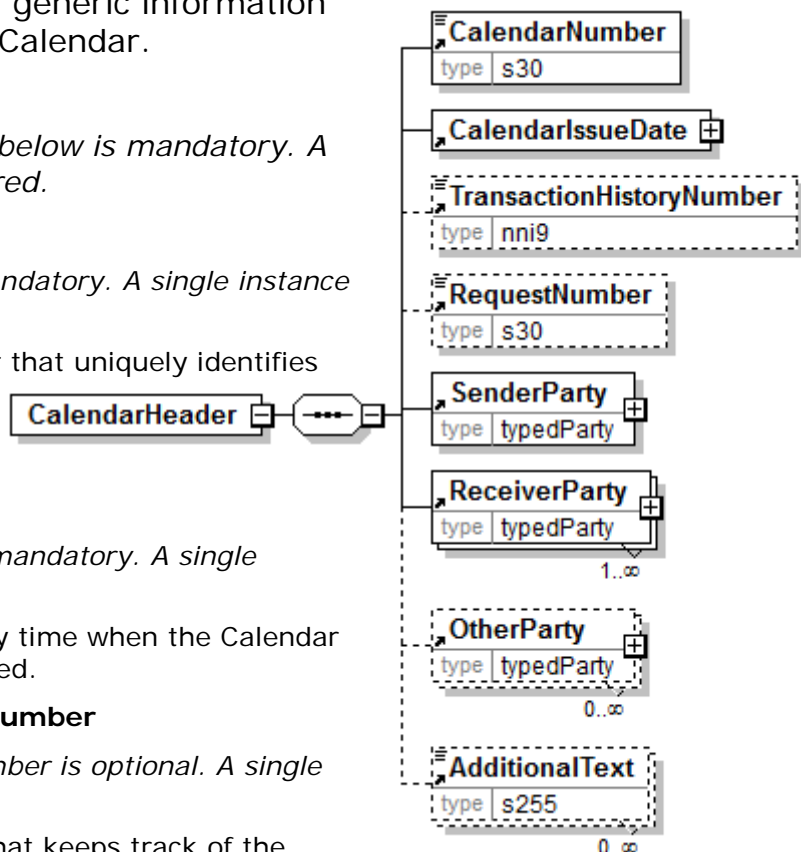 generic information
Calendar.
below is mandatory. A
red.
ndatory. A single instance
that uniquely identifies
mandatory. A single
y time when the Calendar
ed.
umber
nber is optional. A single
hat keeps track of the
CalendarHeader
CalendarNumber
type s30
CalendarIssueDate
TransactionHistoryNumber
type nni9
RequestNumber
type s30
SenderParty
type typedParty
ReceiverParty
type typedParty
1..∞
OtherParty
type typedParty
0..∞
AdditionalText
type s255
0..∞